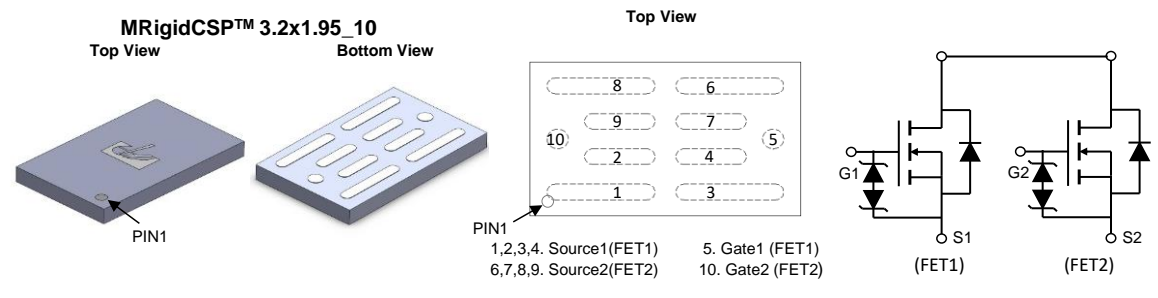 MRigidCSP™ 3.2x1.95_10
Top View
Bottom View
PIN1
Top View
8 6
9 7
10 5
2 4
1 3
PIN1
1,2,3,4. Source1(FET1) 5. Gate1 (FET1)
6,7,8,9. Source2(FET2) 10. Gate2 (FET2)
G1
S1
(FET1)
G2
S2
(FET2)